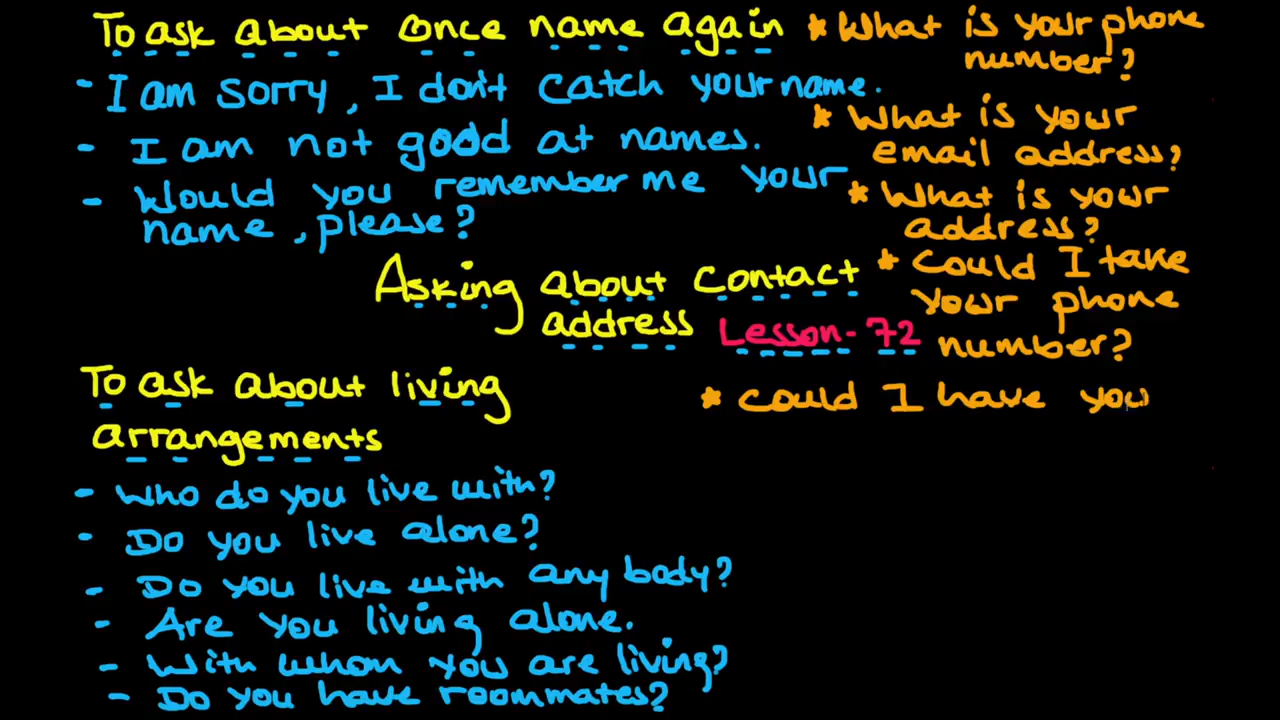 To ask about once name again
- I am sorry, I don't catch your name.
- I am not good at names.
- Would you remember me your
name, please?
* What is your phone
number?
* What is your
email address?
* What is your
address?
* Could I take
your phone
number?
Asking about contact
address
Lesson-72
* Could I have you
To ask about living
arrangements
- Who do you live with?
- Do you live alone?
- Do you live with any body?
- Are you living alone.
- With whom you are living?
- Do you have roommates?